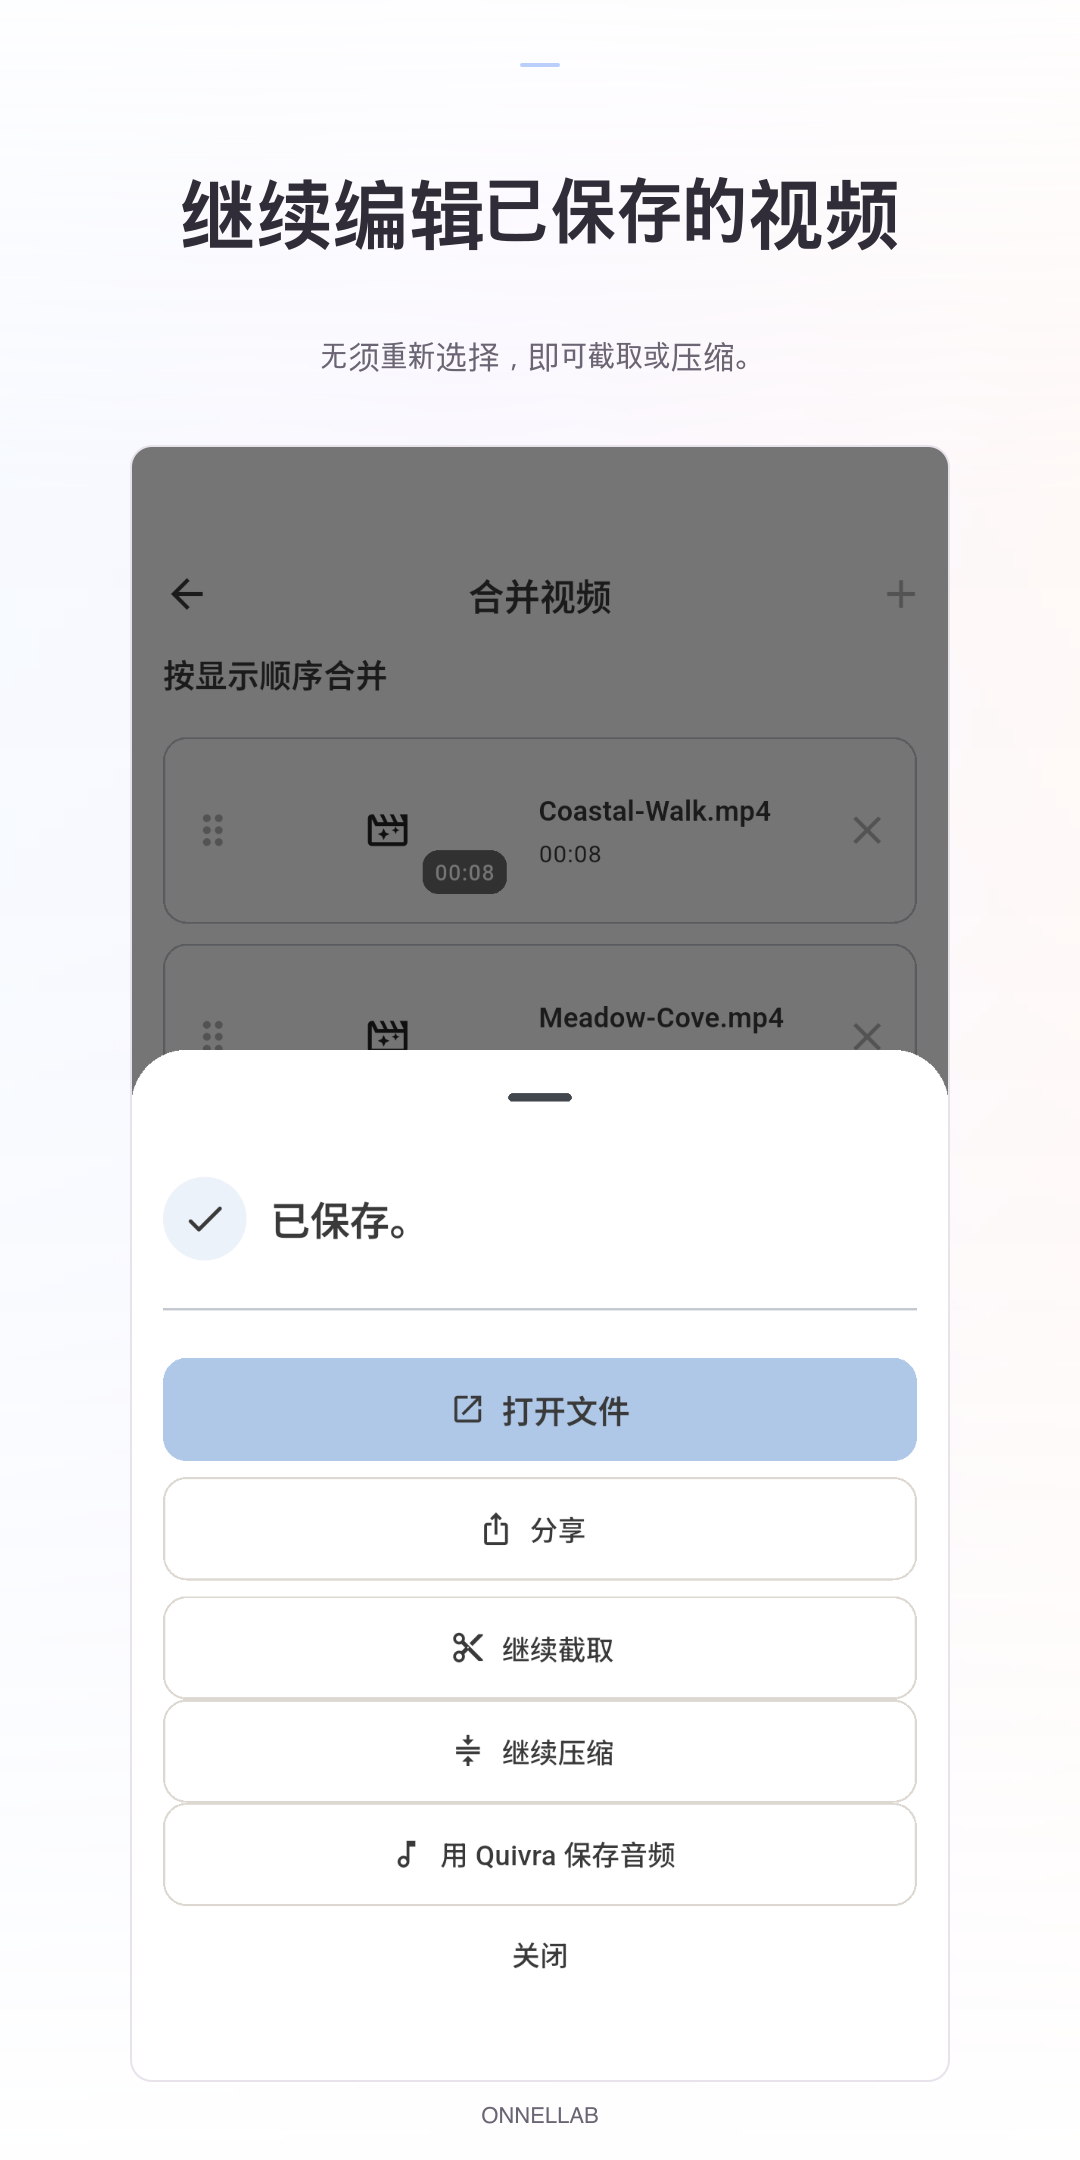 继续编辑已保存的视频
无须重新选择，即可截取或压缩。
合并视频
按显示顺序合并
Coastal-Walk.mp4
00:08
00:08
Meadow-Cove.mp4
已保存。
打开文件
分享
继续截取
继续压缩
用 Quivra 保存音频
关闭
ONNELLAB